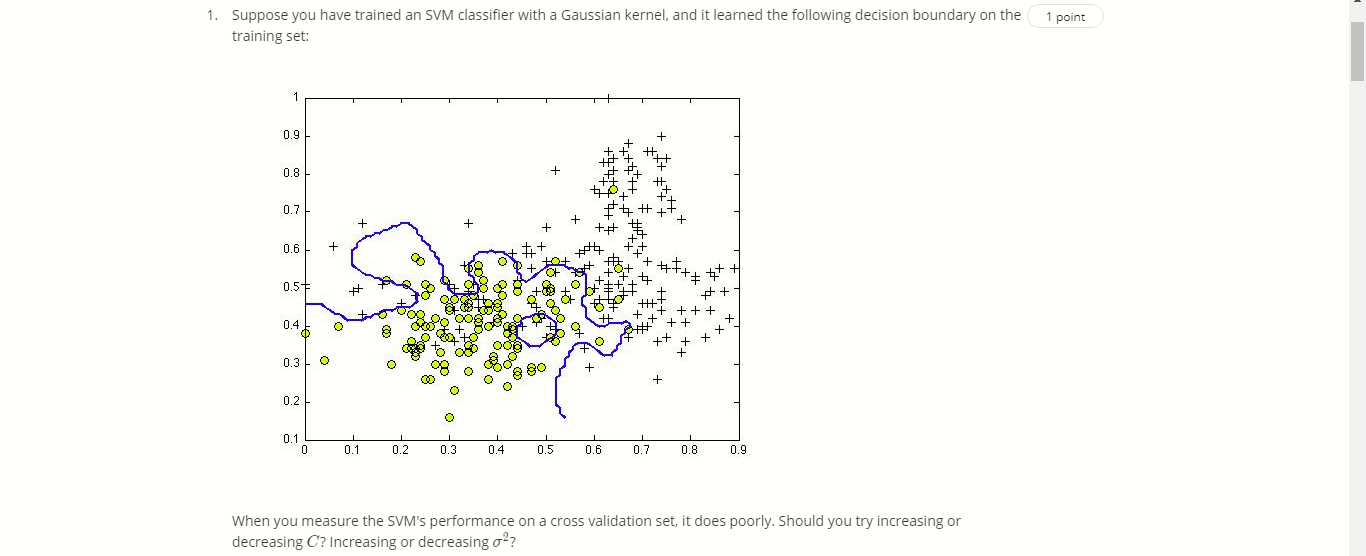 1. Suppose you have trained an SVM classifier with a Gaussian kernel, and it learned the following decision boundary on the 1 point
training set:
1
0.9
0.8
0.7
0.6
0.5
0.4
0.3
0.2
0.1
0 0.1 0.2 0.3 0.4 0.5 0.6 0.7 0.8 0.9
When you measure the SVM's performance on a cross validation set, it does poorly. Should you try increasing or
decreasing C? Increasing or decreasing σ²?